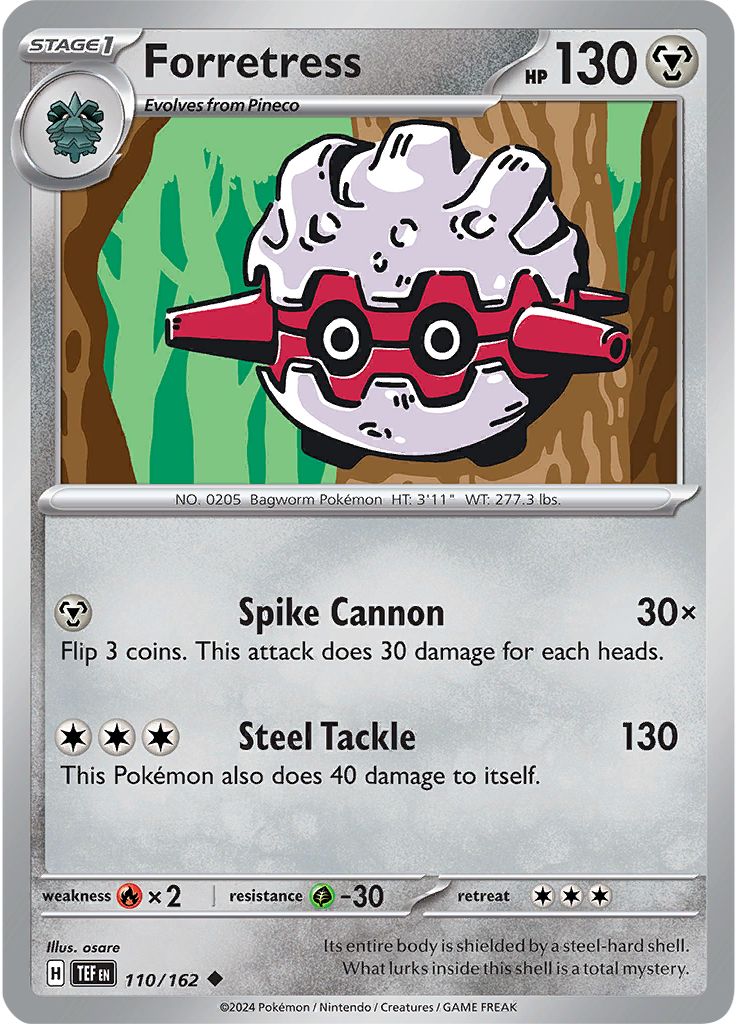 STAGE1
Forretress
HP 130
Evolves from Pineco
NO. 0205 Bagworm Pokémon HT: 3'11" WT: 277.3 lbs.
Spike Cannon 30×
Flip 3 coins. This attack does 30 damage for each heads.
Steel Tackle 130
This Pokémon also does 40 damage to itself.
weakness ×2 resistance -30 retreat
Illus. osare
Its entire body is shielded by a steel-hard shell.
What lurks inside this shell is a total mystery.
H TEF EN 110/162
©2024 Pokémon / Nintendo / Creatures / GAME FREAK